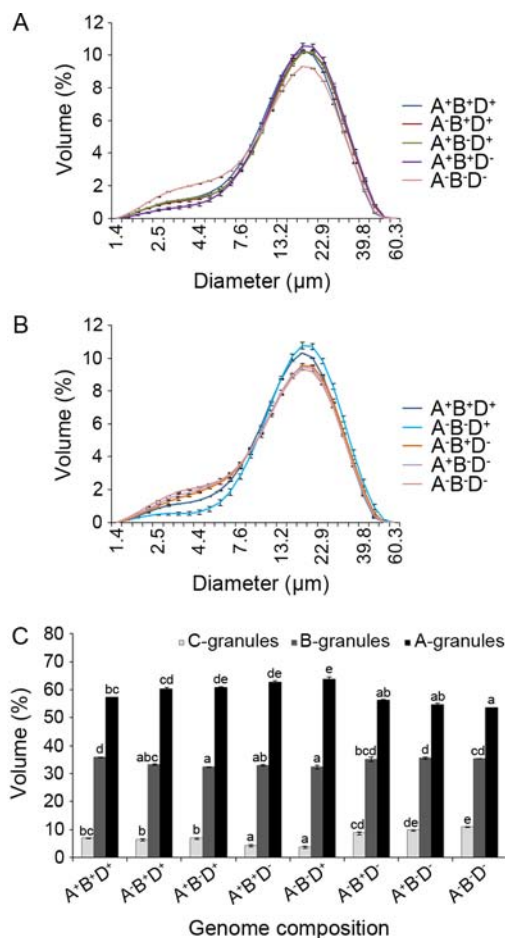 A
Volume (%)
12
10
8
6
4
2
0
1.4
2.5
4.4
7.6
13.2
22.9
39.8
60.3
Diameter (µm)
A⁺B⁺D⁺
A⁻B⁺D⁺
A⁺B⁻D⁺
A⁺B⁺D⁻
A⁻B⁻D⁻
B
Volume (%)
12
10
8
6
4
2
0
1.4
2.5
4.4
7.6
13.2
22.9
39.8
60.3
Diameter (µm)
A⁺B⁺D⁺
A⁻B⁻D⁺
A⁻B⁺D⁻
A⁺B⁻D⁻
A⁻B⁻D⁻
C
C-granules B-granules A-granules
Volume (%)
80
70
60
50
40
30
20
10
0
bc d bc
b abc cd
b a de
a ab de
a a e
cd bcd ab
de d ab
e cd a
A⁺B⁺D⁺
A⁻B⁺D⁺
A⁺B⁻D⁺
A⁺B⁺D⁻
A⁻B⁻D⁺
A⁻B⁺D⁻
A⁺B⁻D⁻
A⁻B⁻D⁻
Genome composition